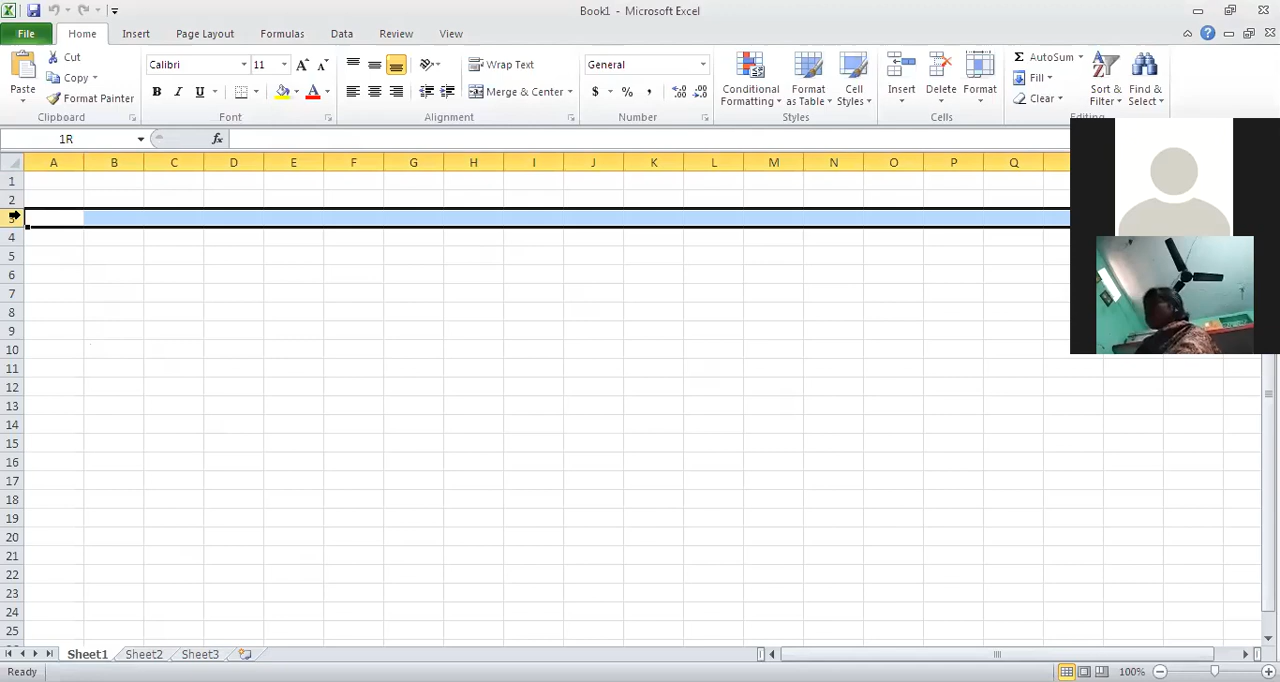 Book1 - Microsoft Excel
File Home Insert Page Layout Formulas Data Review View
Cut
Copy
Format Painter
Paste
Clipboard
Calibri 11
B I U A
Font
Wrap Text
Merge & Center
Alignment
General
$ % ,
Number
Conditional Formatting
Format as Table
Cell Styles
Styles
Insert Delete Format
Cells
Σ AutoSum
Fill
Clear
Sort & Filter
Find & Select
Editing
1R fx
A B C D E F G H I J K L M N O P Q
1
2
3
4
5
6
7
8
9
10
11
12
13
14
15
16
17
18
19
20
21
22
23
24
25
Sheet1 Sheet2 Sheet3
Ready 100%